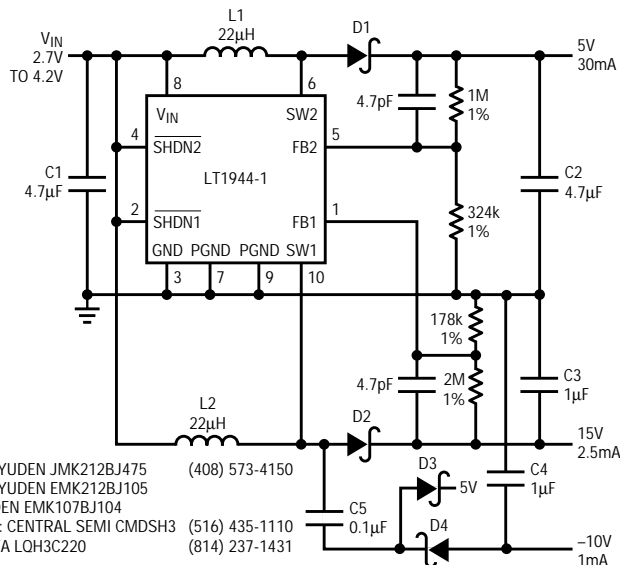 L1
22µH
D1
VIN
2.7V
TO 4.2V
5V
30mA
8
6
4.7pF
1M
1%
VIN
SW2
4
5
SHDN2
FB2
C1
4.7µF
LT1944-1
C2
4.7µF
2
1
SHDN1
FB1
324k
1%
GND PGND PGND SW1
3 7 9 10
178k
1%
4.7pF
2M
1%
C3
1µF
L2
22µH
D2
15V
2.5mA
YUDEN JMK212BJ475 (408) 573-4150
YUDEN EMK212BJ105
DEN EMK107BJ104
: CENTRAL SEMI CMDSH3 (516) 435-1110
A LQH3C220 (814) 237-1431
D3
5V
C4
1µF
C5
0.1µF
D4
–10V
1mA